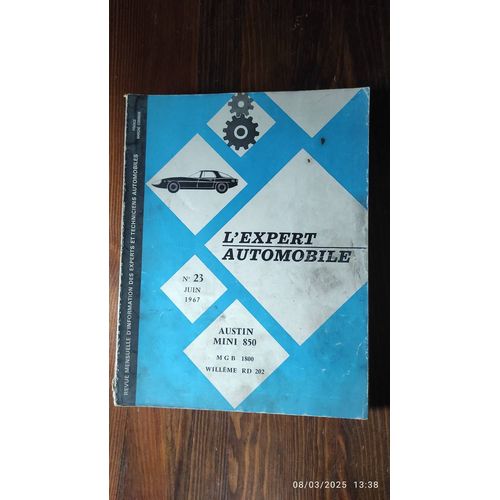 L'EXPERT
AUTOMOBILE
N° 23
JUIN
1967
AUSTIN
MINI 850
MGB 1800
WILLÈME RD 202
REVUE MENSUELLE D'INFORMATION DES EXPERTS ET TECHNICIENS AUTOMOBILES
08/03/2025 13:38